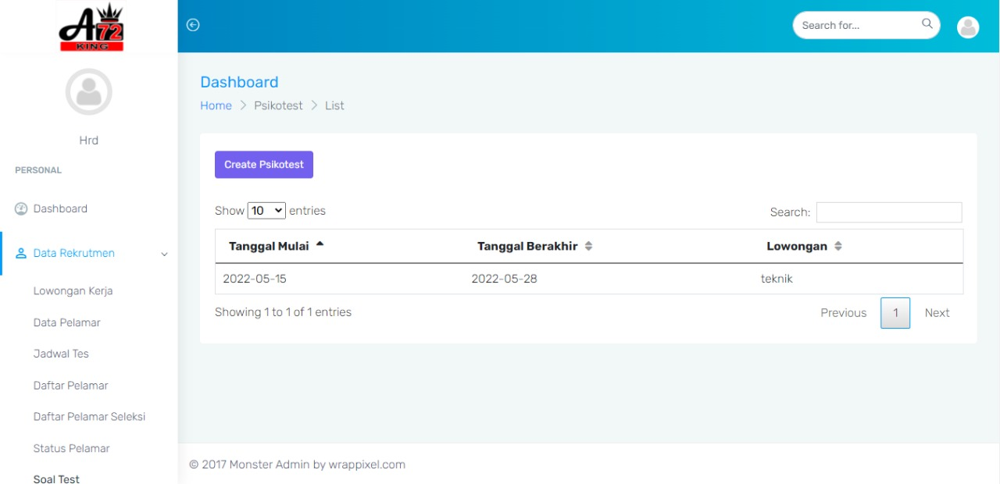 A72
KING
Search for...
Hrd
PERSONAL
Dashboard
Data Rekrutmen
Lowongan Kerja
Data Pelamar
Jadwal Tes
Daftar Pelamar
Daftar Pelamar Seleksi
Status Pelamar
Soal Test
Dashboard
Home > Psikotest > List
Create Psikotest
Show 10 entries
Search:
Tanggal Mulai Tanggal Berakhir Lowongan
2022-05-15 2022-05-28 teknik
Showing 1 to 1 of 1 entries
Previous 1 Next
© 2017 Monster Admin by wrappixel.com